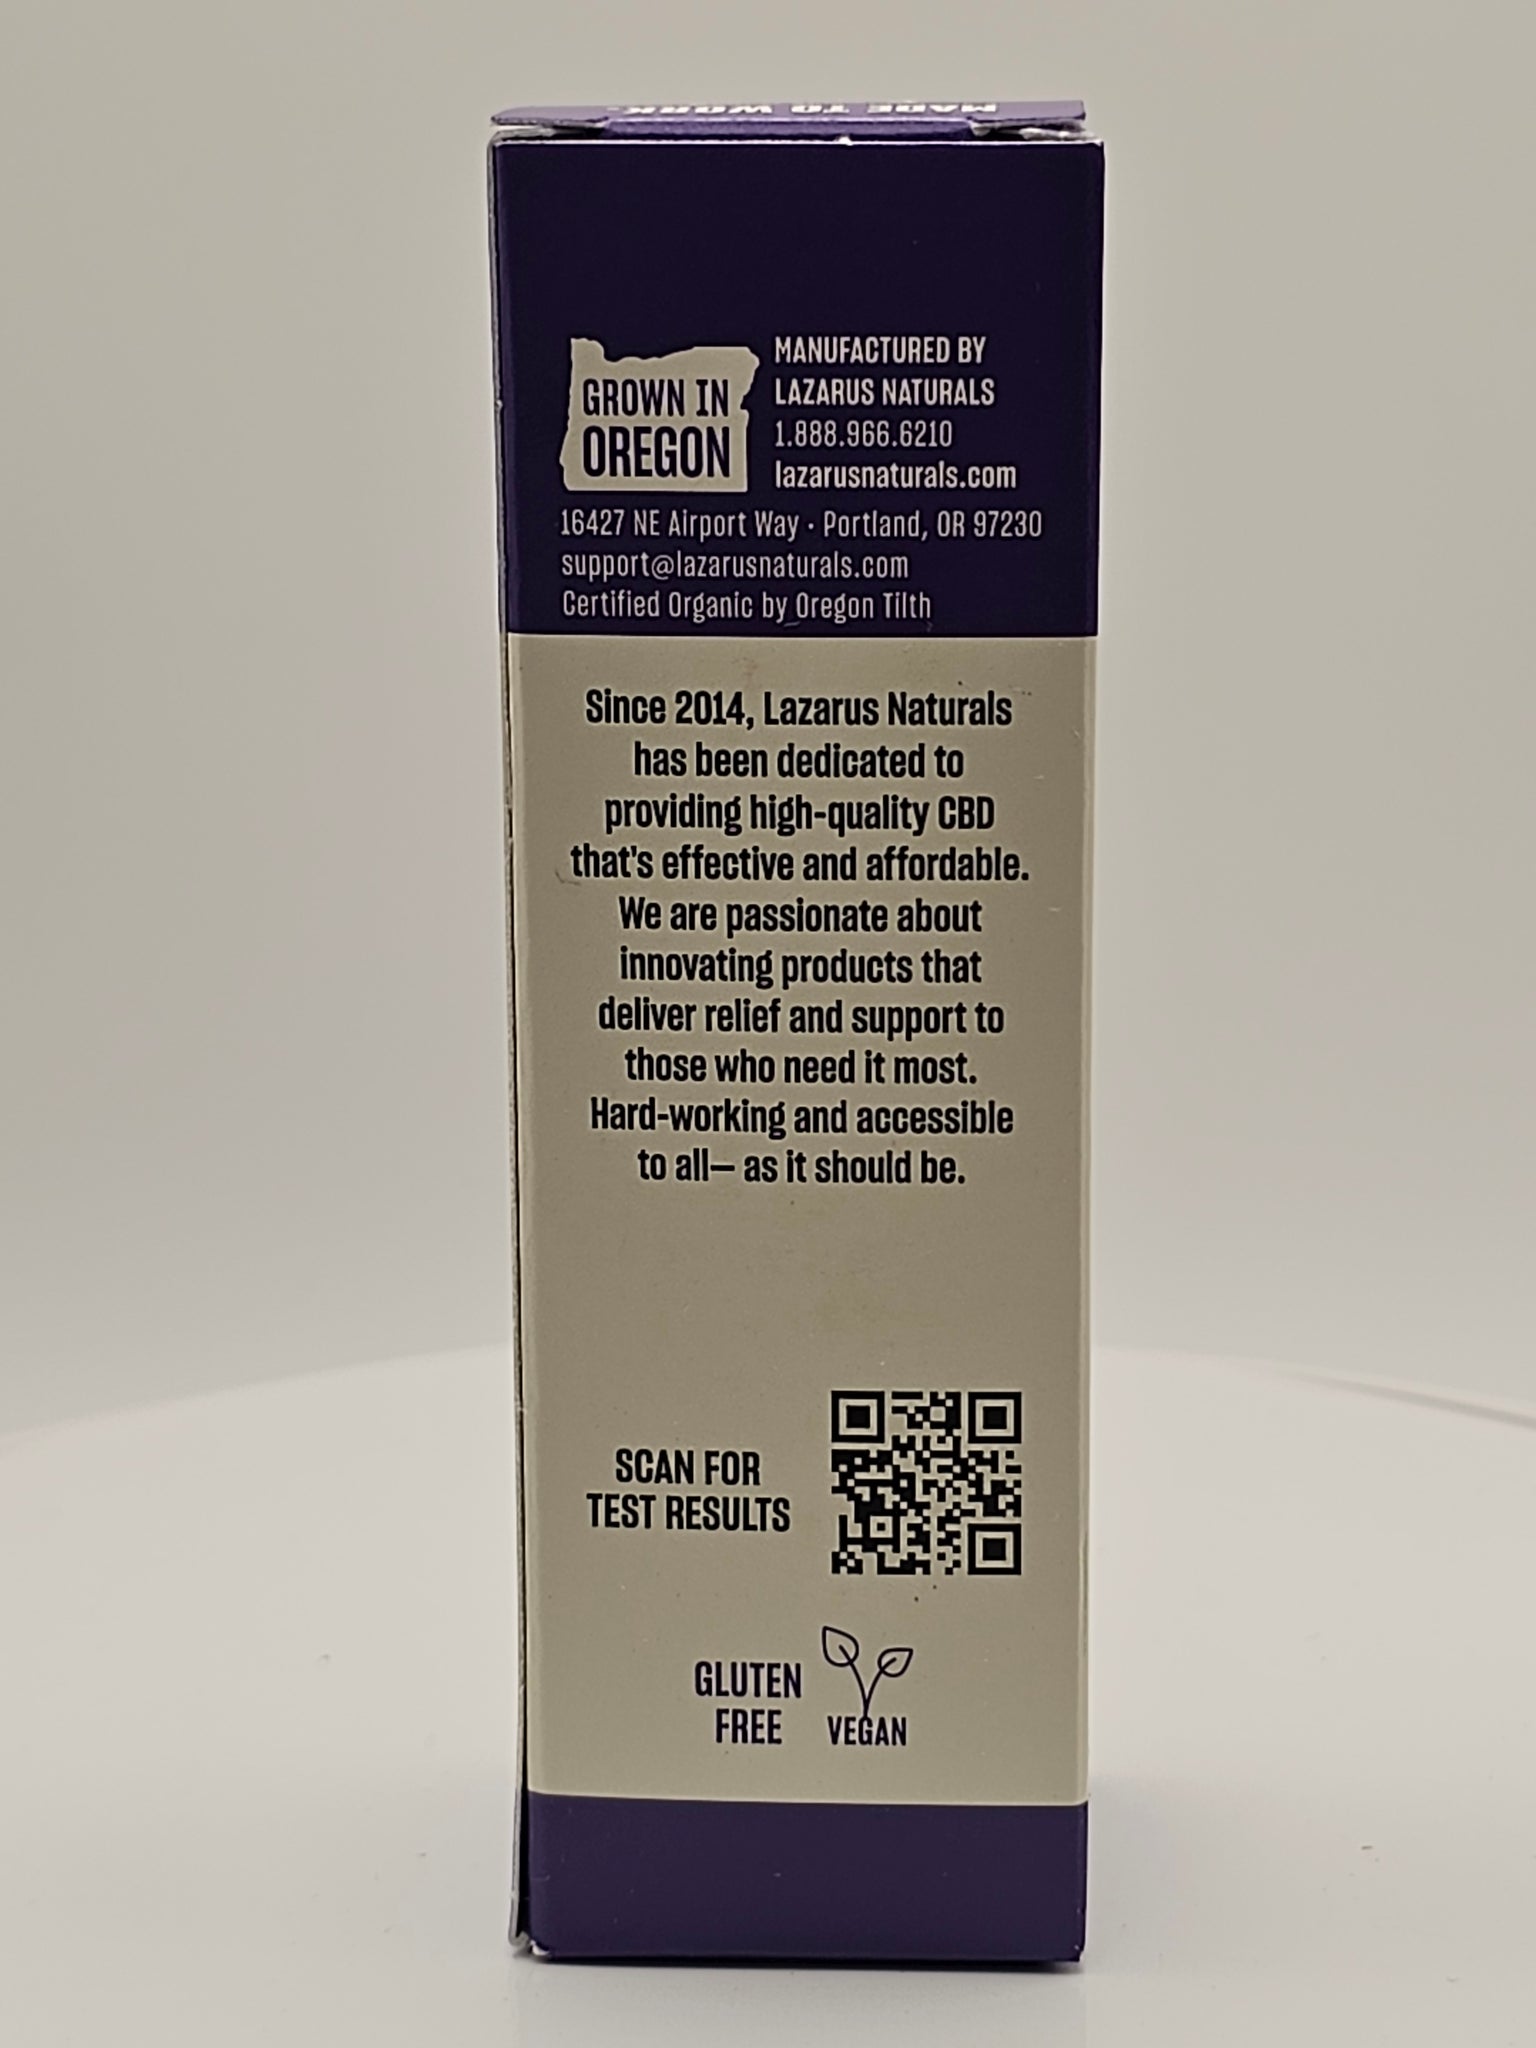 MADE TO WORK.
GROWN IN
OREGON
MANUFACTURED BY
LAZARUS NATURALS
1.888.966.6210
lazarusnaturals.com
16427 NE Airport Way · Portland, OR 97230
support@lazarusnaturals.com
Certified Organic by Oregon Tilth
Since 2014, Lazarus Naturals
has been dedicated to
providing high-quality CBD
that's effective and affordable.
We are passionate about
innovating products that
deliver relief and support to
those who need it most.
Hard-working and accessible
to all— as it should be.
SCAN FOR
TEST RESULTS
GLUTEN
FREE
VEGAN